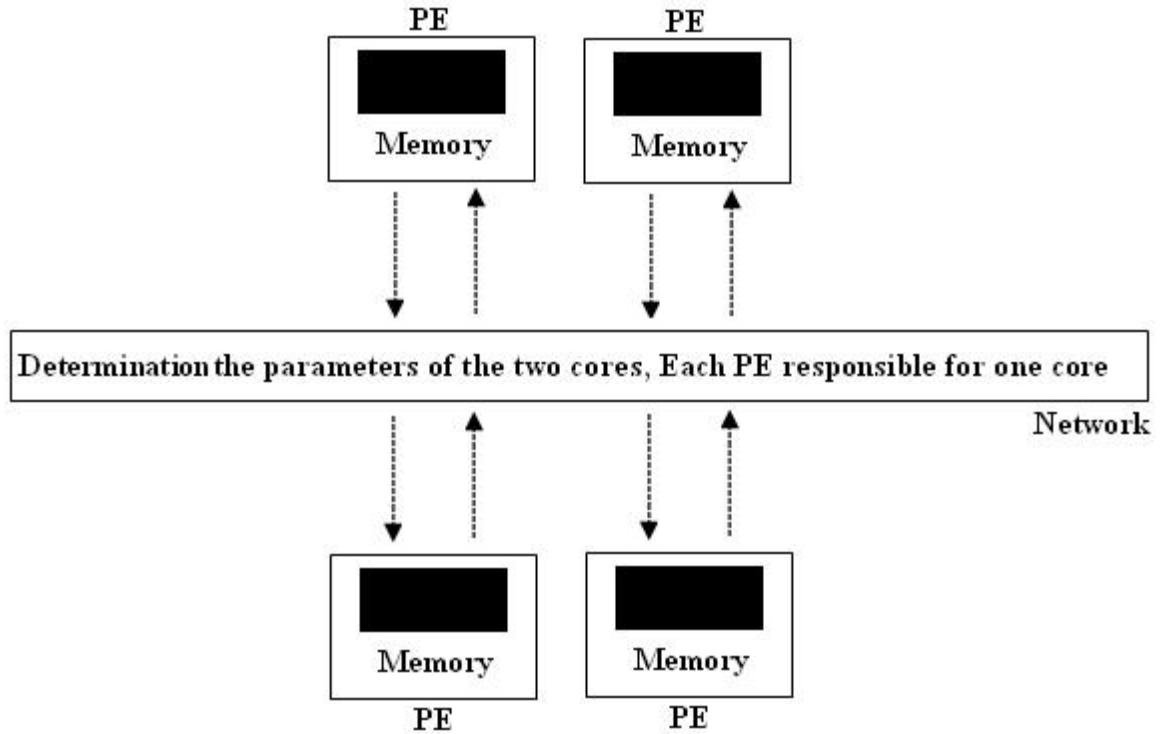 PE PE
Memory Memory
Determination the parameters of the two cores, Each PE responsible for one core
Network
Memory Memory
PE PE